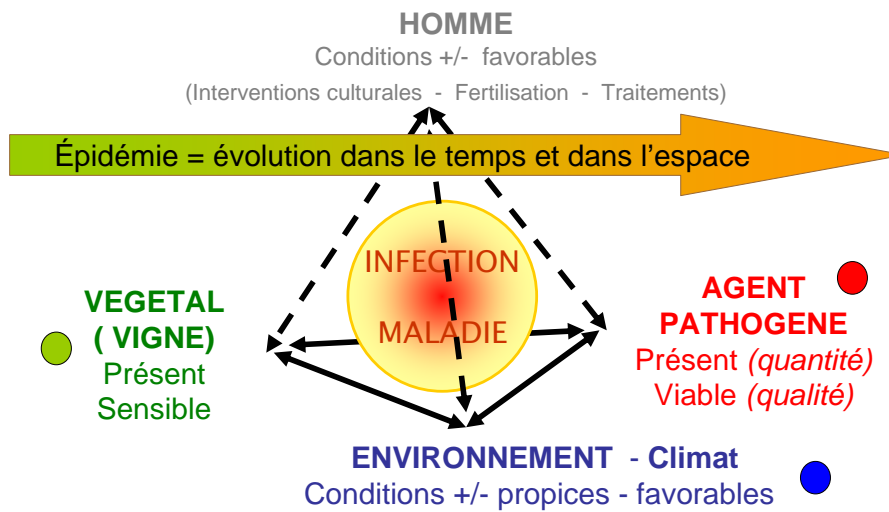 HOMME
Conditions +/- favorables
(Interventions culturales - Fertilisation - Traitements)
Épidémie = évolution dans le temps et dans l'espace
INFECTION
MALADIE
VEGETAL
( VIGNE)
Présent
Sensible
AGENT
PATHOGENE
Présent (quantité)
Viable (qualité)
ENVIRONNEMENT - Climat
Conditions +/- propices - favorables